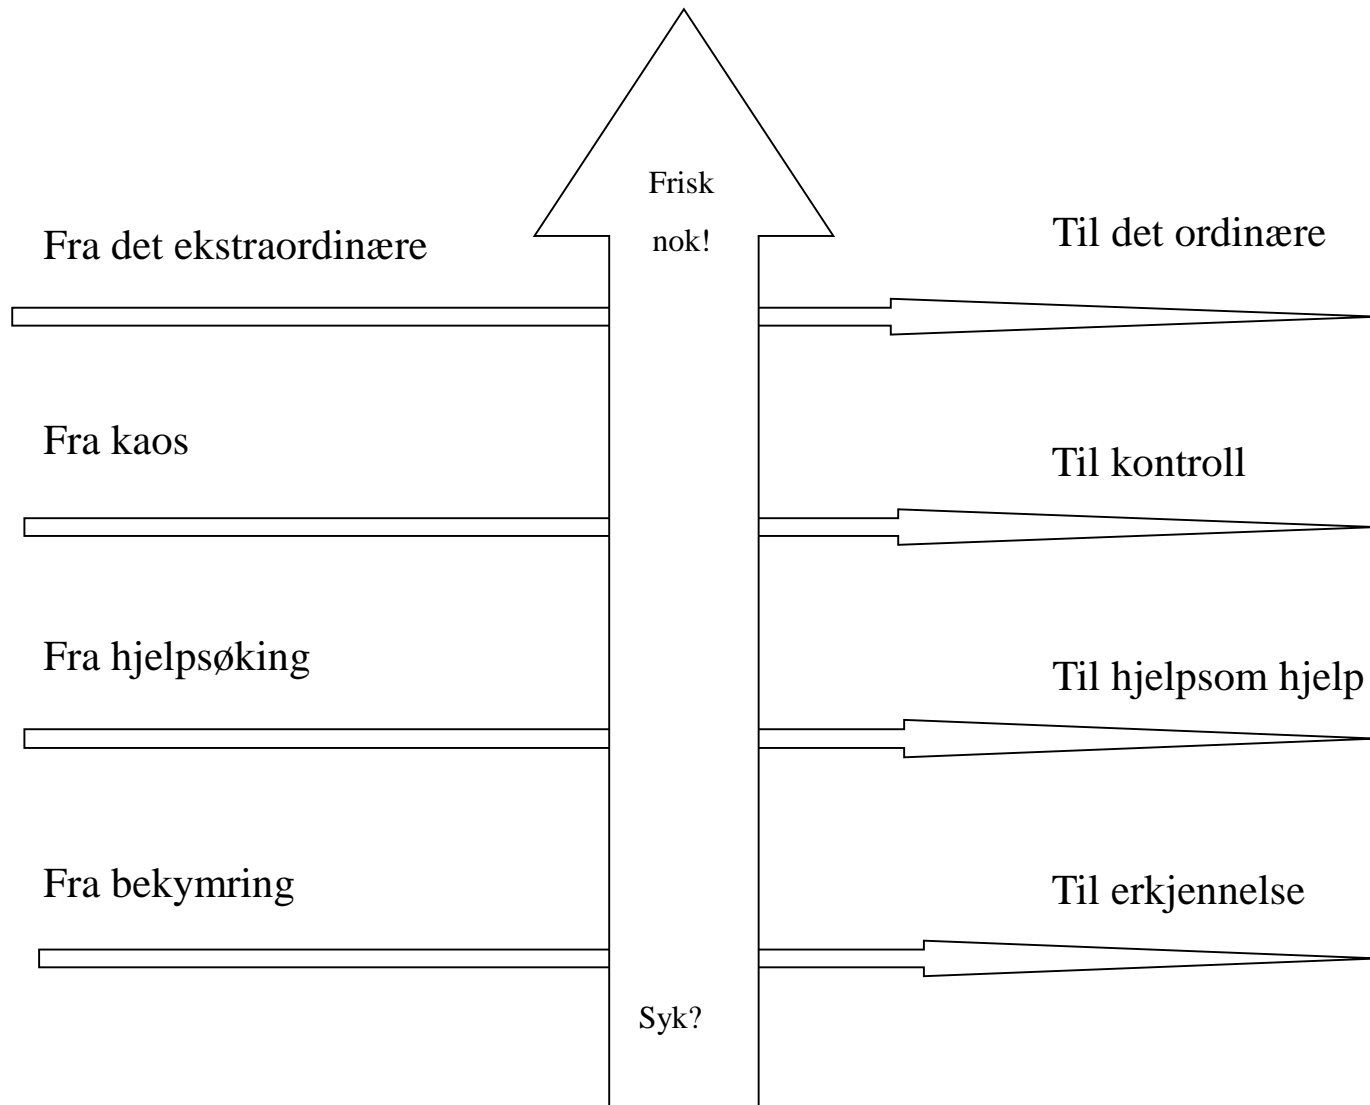 Frisk
nok!
Fra det ekstraordinære
Til det ordinære
Fra kaos
Til kontroll
Fra hjelpsøking
Til hjelpsom hjelp
Fra bekymring
Til erkjennelse
Syk?